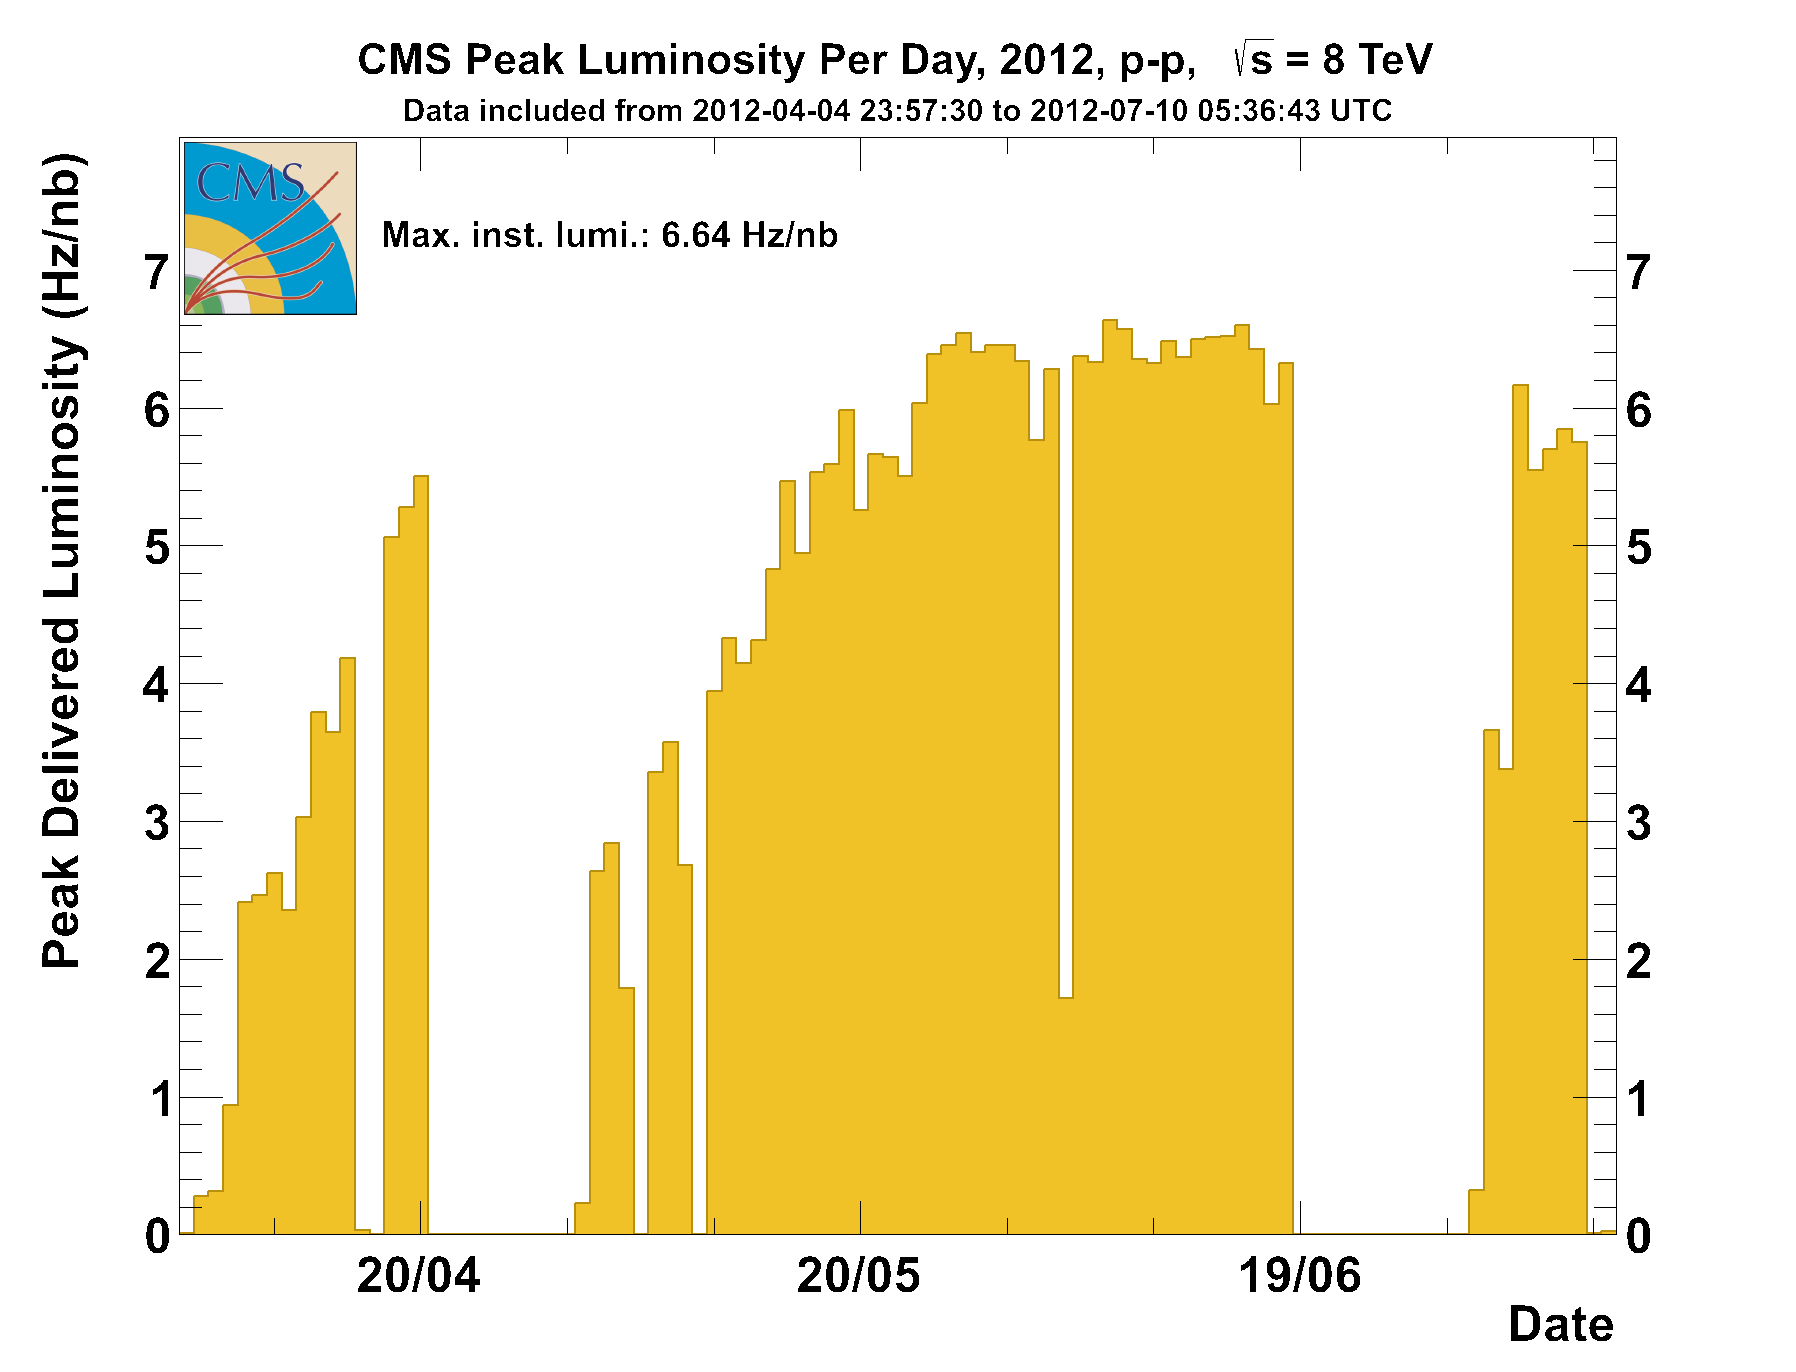 CMS Peak Luminosity Per Day, 2012, p-p, √s = 8 TeV
Data included from 2012-04-04 23:57:30 to 2012-07-10 05:36:43 UTC
CMS
Max. inst. lumi.: 6.64 Hz/nb
Peak Delivered Luminosity (Hz/nb)
7 7
6 6
5 5
4 4
3 3
2 2
1 1
0 0
20/04 20/05 19/06
Date